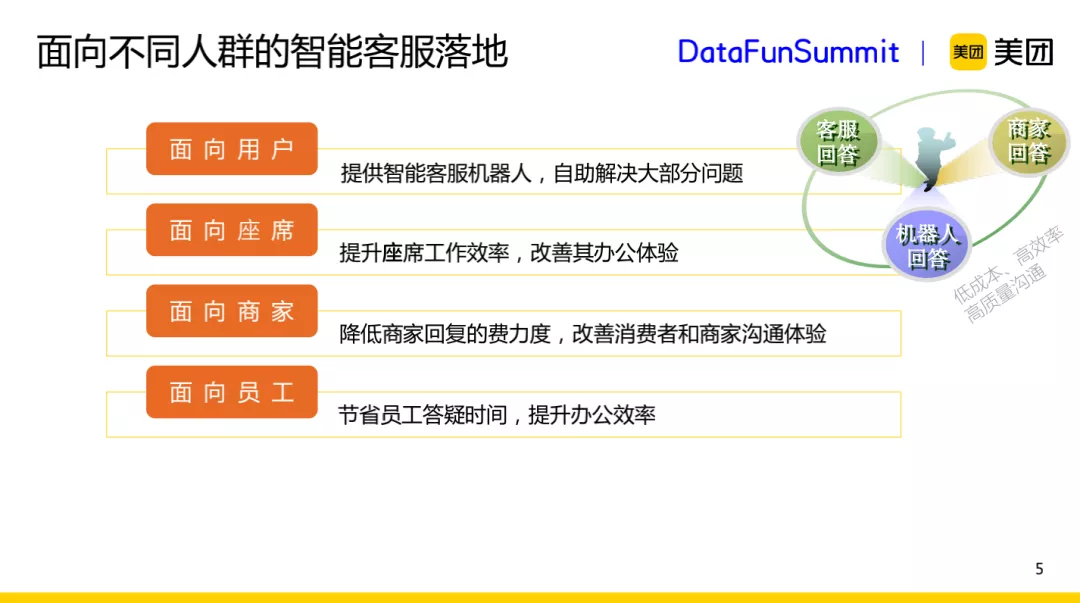 面向不同人群的智能客服落地
DataFunSummit
美团
美团
面向用户
提供智能客服机器人，自助解决大部分问题
面向座席
提升座席工作效率，改善其办公体验
面向商家
降低商家回复的费力度，改善消费者和商家沟通体验
面向员工
节省员工答疑时间，提升办公效率
客服
回答
商家
回答
机器人
回答
低成本、高效率
高质量沟通
5